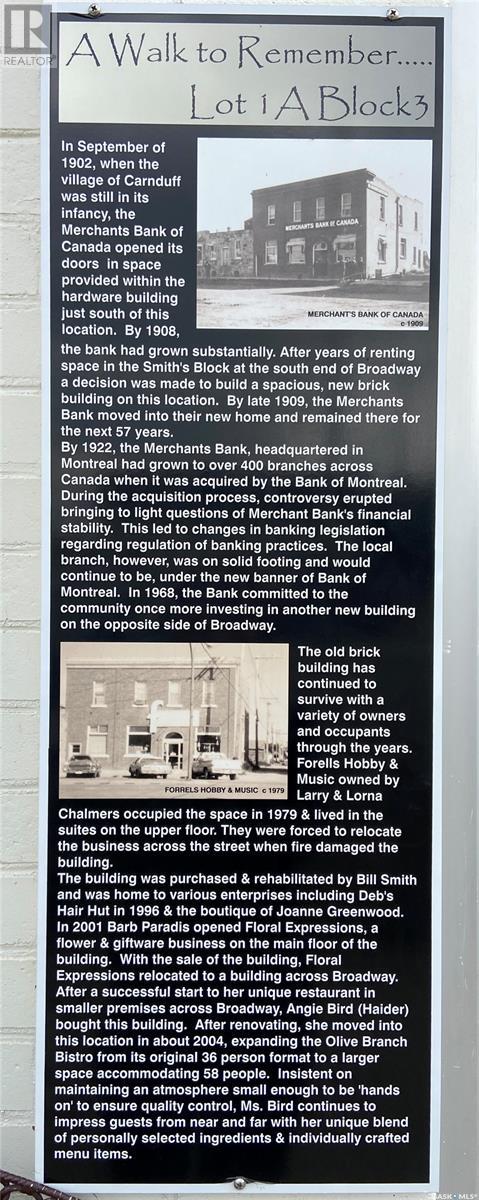 R
REALTOR
A Walk to Remember.....
Lot 1 A Block 3
In September of
1902, when the
village of Carnduff
was still in its
infancy, the
Merchants Bank of
Canada opened its
doors in space
provided within the
hardware building
just south of this
location. By 1908,
MERCHANTS BANK OF CANADA
MERCHANT'S BANK OF CANADA
c 1909
the bank had grown substantially. After years of renting
space in the Smith's Block at the south end of Broadway
a decision was made to build a spacious, new brick
building on this location. By late 1909, the Merchants
Bank moved into their new home and remained there for
the next 57 years.
By 1922, the Merchants Bank, headquartered in
Montreal had grown to over 400 branches across
Canada when it was acquired by the Bank of Montreal.
During the acquisition process, controversy erupted
bringing to light questions of Merchant Bank's financial
stability. This led to changes in banking legislation
regarding regulation of banking practices. The local
branch, however, was on solid footing and would
continue to be, under the new banner of Bank of
Montreal. In 1968, the Bank committed to the
community once more investing in another new building
on the opposite side of Broadway.
FORRELS HOBBY & MUSIC c 1979
The old brick
building has
continued to
survive with a
variety of owners
and occupants
through the years.
Forells Hobby &
Music owned by
Larry & Lorna
Chalmers occupied the space in 1979 & lived in the
suites on the upper floor. They were forced to relocate
the business across the street when fire damaged the
building.
The building was purchased & rehabilitated by Bill Smith
and was home to various enterprises including Deb's
Hair Hut in 1996 & the boutique of Joanne Greenwood.
In 2001 Barb Paradis opened Floral Expressions, a
flower & giftware business on the main floor of the
building. With the sale of the building, Floral
Expressions relocated to a building across Broadway.
After a successful start to her unique restaurant in
smaller premises across Broadway, Angie Bird (Haider)
bought this building. After renovating, she moved into
this location in about 2004, expanding the Olive Branch
Bistro from its original 36 person format to a larger
space accommodating 58 people. Insistent on
maintaining an atmosphere small enough to be 'hands
on' to ensure quality control, Ms. Bird continues to
impress guests from near and far with her unique blend
of personally selected ingredients & individually crafted
menu items.
MLS®